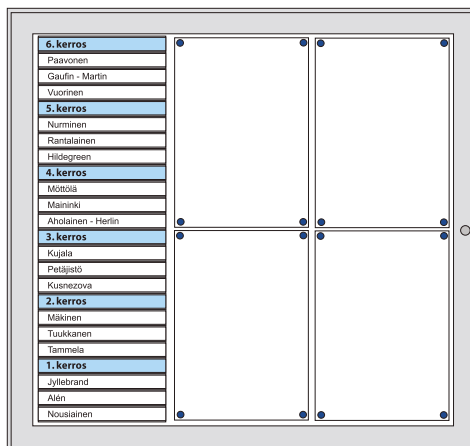 6. kerros
Paavonen
Gaufin - Martin
Vuorinen
5. kerros
Nurminen
Rantalainen
Hildegreen
4. kerros
Möttölä
Maininki
Aholainen - Herlin
3. kerros
Kujala
Petäjistö
Kusnezova
2. kerros
Mäkinen
Tuukkanen
Tammela
1. kerros
Jyllebrand
Alén
Nousiainen